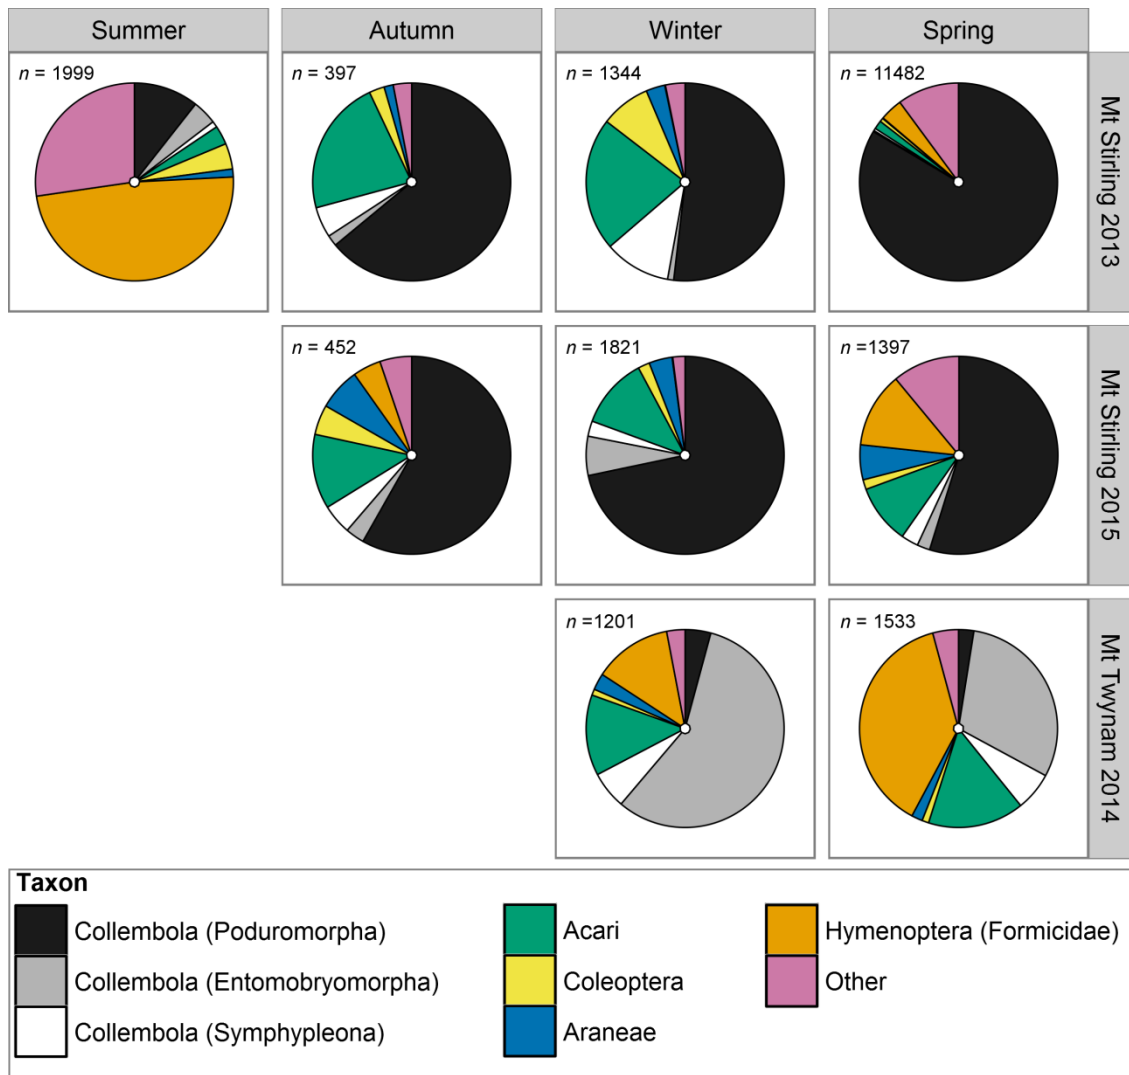 Summer
Autumn
Winter
Spring
n = 1999
n = 397
n = 1344
n = 11482
Mt Stirling 2013
n = 452
n = 1821
n =1397
Mt Stirling 2015
n =1201
n = 1533
Mt Twynam 2014
Taxon
Collembola (Poduromorpha)
Collembola (Entomobryomorpha)
Collembola (Symphypleona)
Acari
Coleoptera
Araneae
Hymenoptera (Formicidae)
Other